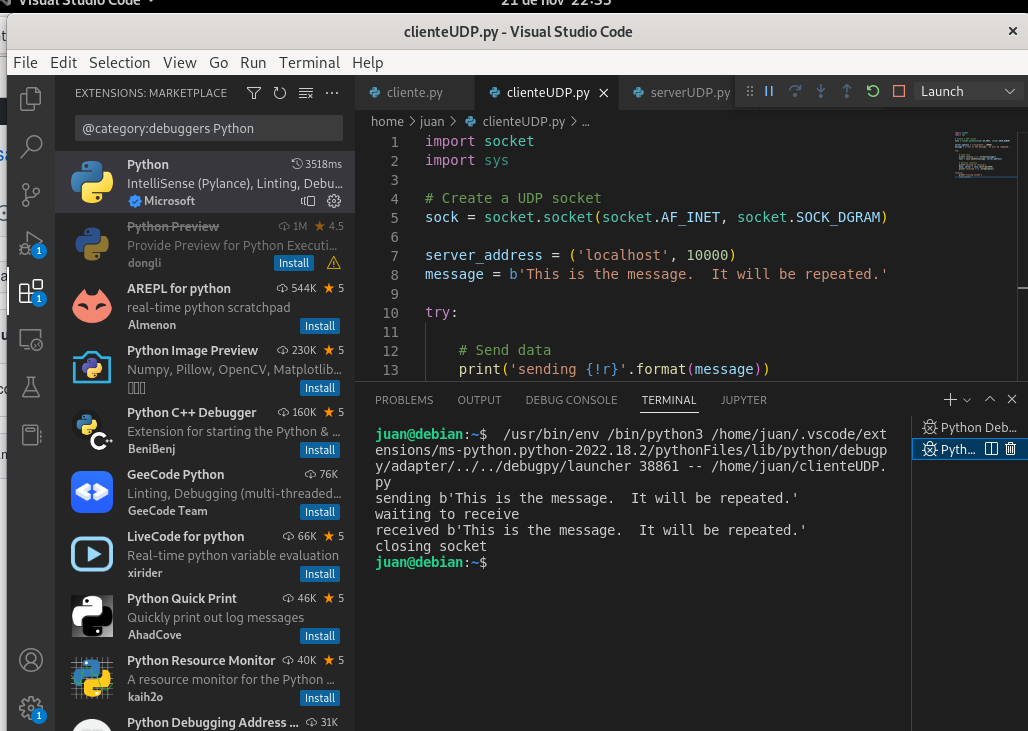 Visual Studio Code
21 de nov 22:35
clienteUDP.py - Visual Studio Code
File Edit Selection View Go Run Terminal Help
EXTENSIONS: MARKETPLACE
@category:debuggers Python
Python 3518ms
IntelliSense (Pylance), Linting, Debu...
Microsoft
Python Preview 1M 4.5
Provide Preview for Python Executi...
dongli Install
AREPL for python 544K 5
real-time python scratchpad
Almenon Install
Python Image Preview 230K 5
Numpy, Pillow, OpenCV, Matplotlib...
Install
Python C++ Debugger 160K 5
Extension for starting the Python & ...
BeniBenj Install
GeeCode Python 76K
Linting, Debugging (multi-threaded...
GeeCode Team Install
LiveCode for python 66K 5
Real-time python variable evaluation
xirider Install
Python Quick Print 46K 5
Quickly print out log messages
AhadCove Install
Python Resource Monitor 40K 5
A resource monitor for the Python ...
kaih2o Install
Python Debugging Address ... 31K
1
1
1
cliente.py clienteUDP.py serverUDP.py Launch
home > juan > clienteUDP.py > ...
1 import socket
2 import sys
3
4 # Create a UDP socket
5 sock = socket.socket(socket.AF_INET, socket.SOCK_DGRAM)
6
7 server_address = ('localhost', 10000)
8 message = b'This is the message.  It will be repeated.'
9
10 try:
11
12 # Send data
13 print('sending {!r}'.format(message))
PROBLEMS OUTPUT DEBUG CONSOLE TERMINAL JUPYTER
juan@debian:~$  /usr/bin/env /bin/python3 /home/juan/.vscode/ext
ensions/ms-python.python-2022.18.2/pythonFiles/lib/python/debugp
y/adapter/../../debugpy/launcher 38861 -- /home/juan/clienteUDP.
py
sending b'This is the message.  It will be repeated.'
waiting to receive
received b'This is the message.  It will be repeated.'
closing socket
juan@debian:~$
Python Deb...
Pyth...